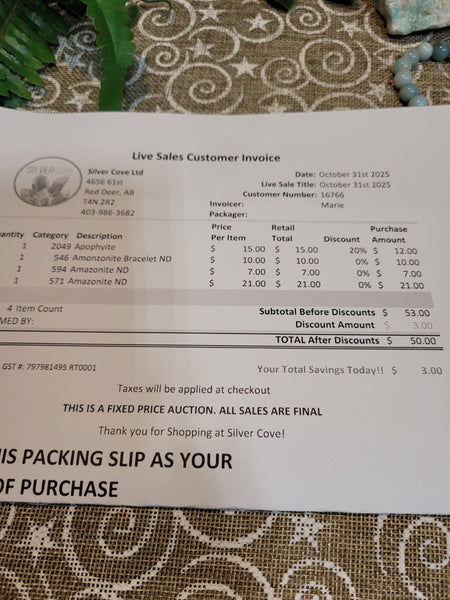 Live Sales Customer Invoice
SILVER COVE
Silver Cove Ltd
4656 61st
Red Deer, AB
T4N 2R2
403-986-3682
Date: October 31st 2025
Live Sale Title: October 31st 2025
Customer Number: 16766
Invoicer: Marie
Packager:
antity Category Description Price Per Item Retail Total Discount Purchase Amount
1 2049 Apophyite $ 15.00 $ 15.00 20% $ 12.00
1 546 Amonzonite Bracelet ND $ 10.00 $ 10.00 0% $ 10.00
1 594 Amazonite ND $ 7.00 $ 7.00 0% $ 7.00
1 571 Amazonite ND $ 21.00 $ 21.00 0% $ 21.00
4 Item Count
Subtotal Before Discounts $ 53.00
MED BY:
Discount Amount $ 3.00
TOTAL After Discounts $ 50.00
GST #: 797981495 RT0001
Your Total Savings Today!! $ 3.00
Taxes will be applied at checkout
THIS IS A FIXED PRICE AUCTION. ALL SALES ARE FINAL
Thank you for Shopping at Silver Cove!
IS PACKING SLIP AS YOUR
OF PURCHASE